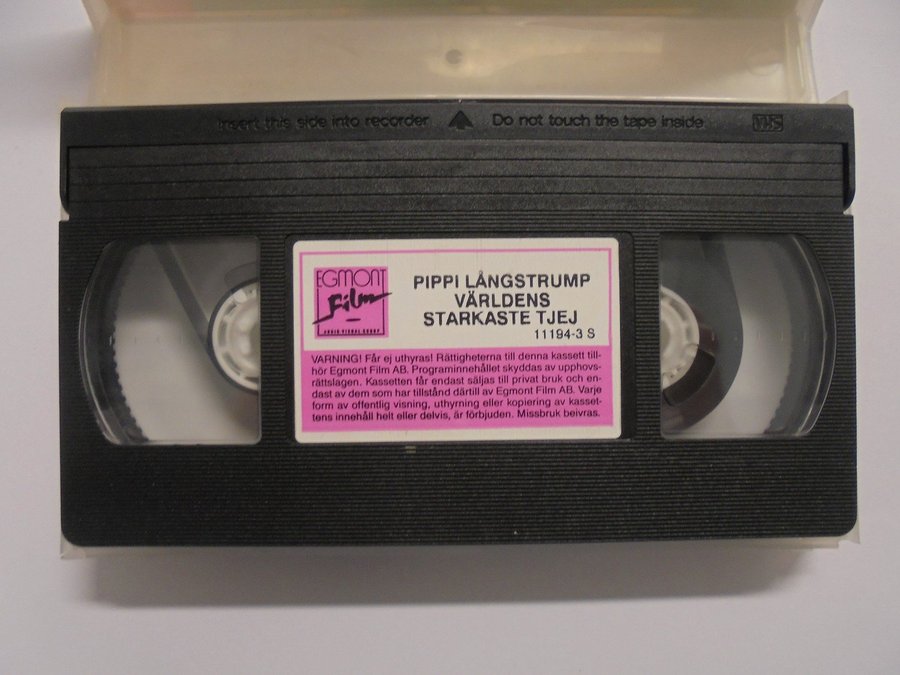 Insert this side into recorder Do not touch the tape inside VHS
EGMONT
Film
AUDIO VISUAL GROUP
PIPPI LÅNGSTRUMP
VÄRLDENS
STARKASTE TJEJ
11194-3 S
VARNING! Får ej uthyras! Rättigheterna till denna kassett till-
hör Egmont Film AB. Programinnehållet skyddas av upphovs-
rättslagen. Kassetten får endast säljas till privat bruk och en-
dast av dem som har tillstånd därtill av Egmont Film AB. Varje
form av offentlig visning, uthyrning eller kopiering av kasset-
tens innehåll helt eller delvis, är förbjuden. Missbruk beivras.